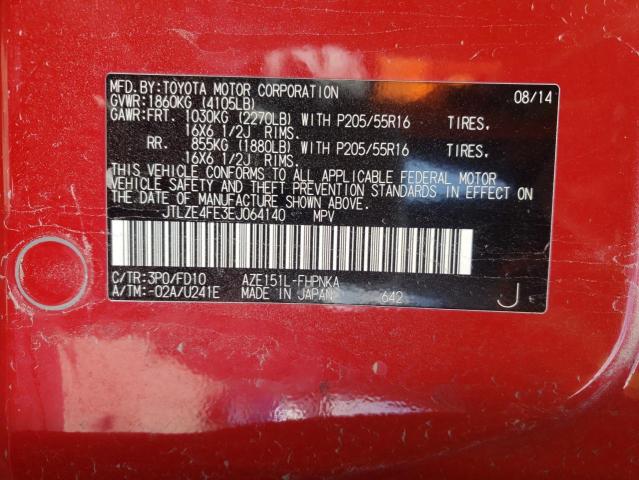 MFD. BY: TOYOTA MOTOR CORPORATION 08/14
GVWR: 1860KG (4105LB)
GAWR: FRT. 1030KG (2270LB) WITH P205/55R16 TIRES,
16X6 1/2J RIMS.
RR. 855KG (1880LB) WITH P205/55R16 TIRES,
16X6 1/2J RIMS.
THIS VEHICLE CONFORMS TO ALL APPLICABLE FEDERAL MOTOR
VEHICLE SAFETY AND THEFT PREVENTION STANDARDS IN EFFECT ON
THE DATE OF MANUFACTURE SHOWN ABOVE.
JTLZE4FE3EJ064140 MPV
C/TR: 3P0/FD10 AZE151L-FHPNKA
A/TM: -02A/U241E MADE IN JAPAN 642 J